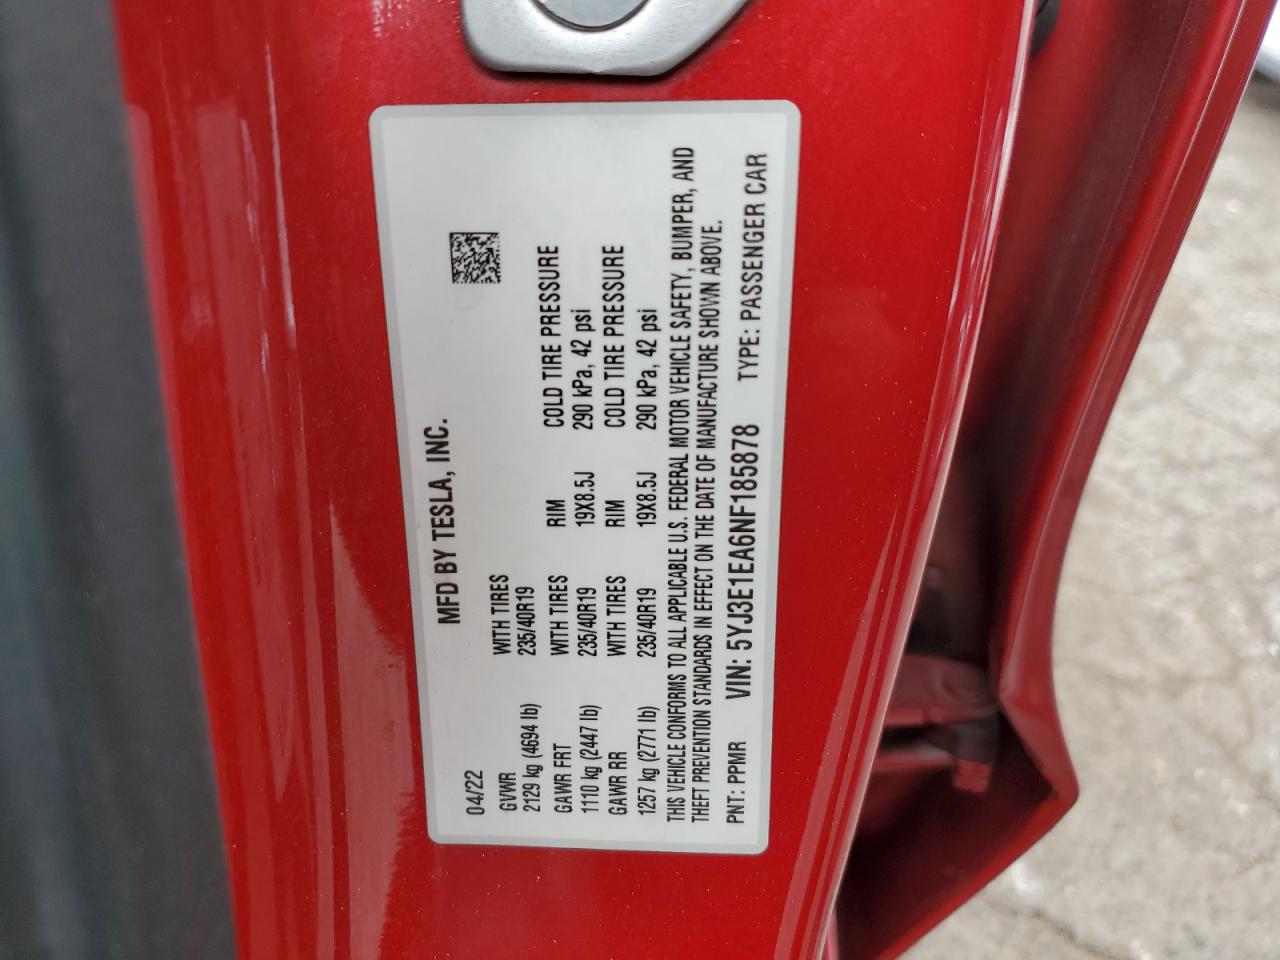 MFD BY TESLA, INC.
04/22
GVWR WITH TIRES
2129 kg (4694 lb) 235/40R19
GAWR FRT WITH TIRES RIM COLD TIRE PRESSURE
1110 kg (2447 lb) 235/40R19 19X8.5J 290 kPa, 42 psi
GAWR RR WITH TIRES RIM COLD TIRE PRESSURE
1257 kg (2771 lb) 235/40R19 19X8.5J 290 kPa, 42 psi
THIS VEHICLE CONFORMS TO ALL APPLICABLE U.S. FEDERAL MOTOR VEHICLE SAFETY, BUMPER, AND
THEFT PREVENTION STANDARDS IN EFFECT ON THE DATE OF MANUFACTURE SHOWN ABOVE.
PNT: PPMR VIN: 5YJ3E1EA6NF185878 TYPE: PASSENGER CAR